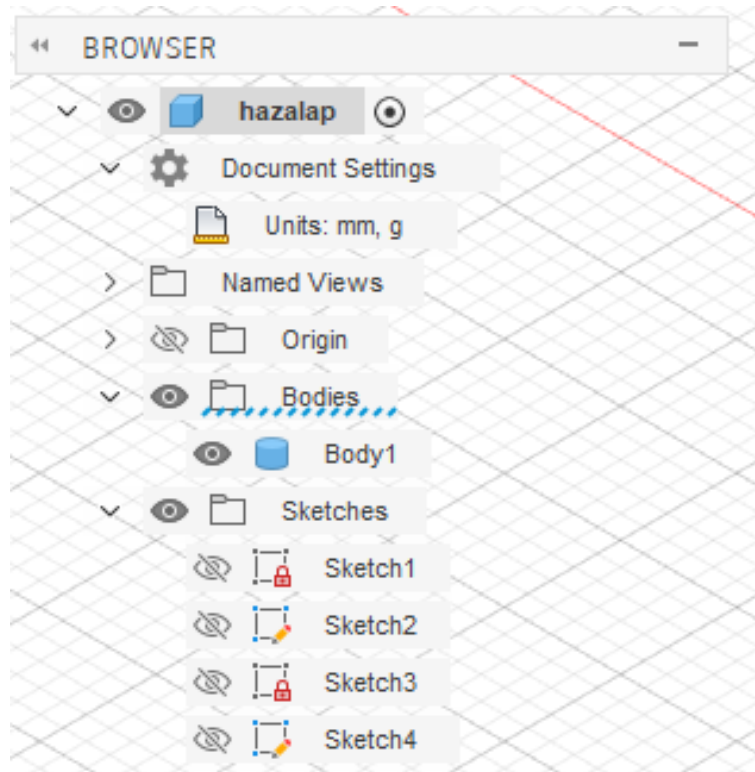 BROWSER
hazalap
Document Settings
Units: mm, g
Named Views
Origin
Bodies
Body1
Sketches
Sketch1
Sketch2
Sketch3
Sketch4